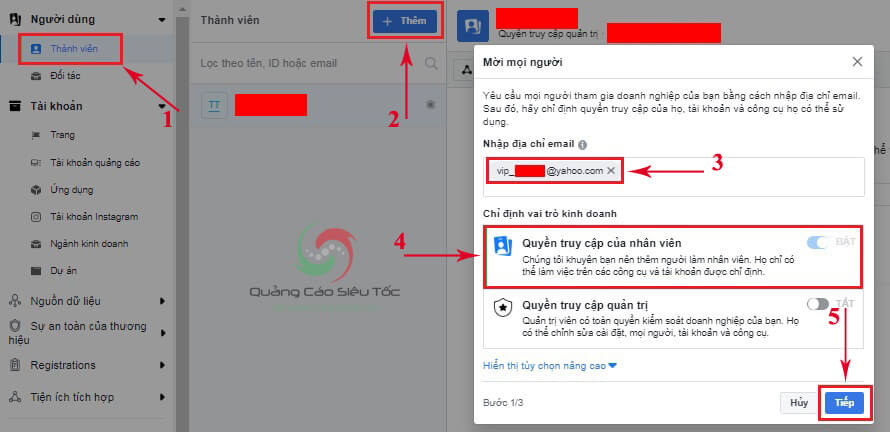 Người dùng
Thành viên
Đối tác
Tài khoản
Trang
Tài khoản quảng cáo
Ứng dụng
Tài khoản Instagram
Ngành kinh doanh
Dự án
Nguồn dữ liệu
Sự an toàn của thương
hiệu
Registrations
Tiện ích tích hợp
1
Thành viên
+ Thêm
2
Lọc theo tên, ID hoặc email
TT
Quảng Cáo Siêu Tốc
Quyền truy cập quản trị ·
Mời mọi người
Yêu cầu mọi người tham gia doanh nghiệp của bạn bằng cách nhập địa chỉ email.
Sau đó, hãy chỉ định quyền truy cập của họ, tài khoản và công cụ họ có thể sử
dụng.
Nhập địa chỉ email
vip_ @yahoo.com
3
Chỉ định vai trò kinh doanh
4
Quyền truy cập của nhân viên
BẬT
Chúng tôi khuyên bạn nên thêm người làm nhân viên. Họ chỉ có
thể làm việc trên các công cụ và tài khoản được chỉ định.
Quyền truy cập quản trị
TẮT
Quản trị viên có toàn quyền kiểm soát doanh nghiệp của bạn. Họ
có thể chỉnh sửa cài đặt, mọi người, tài khoản và công cụ.
5
Hiển thị tùy chọn nâng cao
Bước 1/3
Hủy
Tiếp